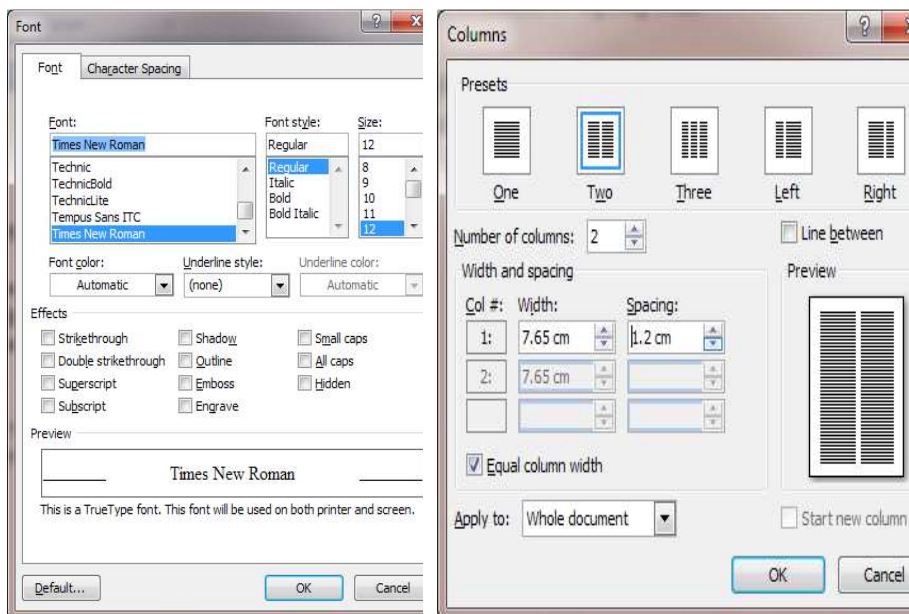 Font
?
X
Font
Character Spacing
Font:
Font style:
Size:
Times New Roman
Regular
12
Technic
TechnicBold
TechnicLite
Tempus Sans ITC
Times New Roman
Regular
Italic
Bold
Bold Italic
8
9
10
11
12
Font color:
Underline style:
Underline color:
Automatic
(none)
Automatic
Effects
Strikethrough
Shadow
Small caps
Double strikethrough
Outline
All caps
Superscript
Emboss
Hidden
Subscript
Engrave
Preview
Times New Roman
This is a TrueType font. This font will be used on both printer and screen.
Default...
OK
Cancel
Columns
?
Presets
One
Two
Three
Left
Right
Number of columns: 2
Line between
Width and spacing
Preview
Col #: Width: Spacing:
1: 7.65 cm 1.2 cm
2: 7.65 cm
Equal column width
Apply to: Whole document
Start new column
OK
Cancel